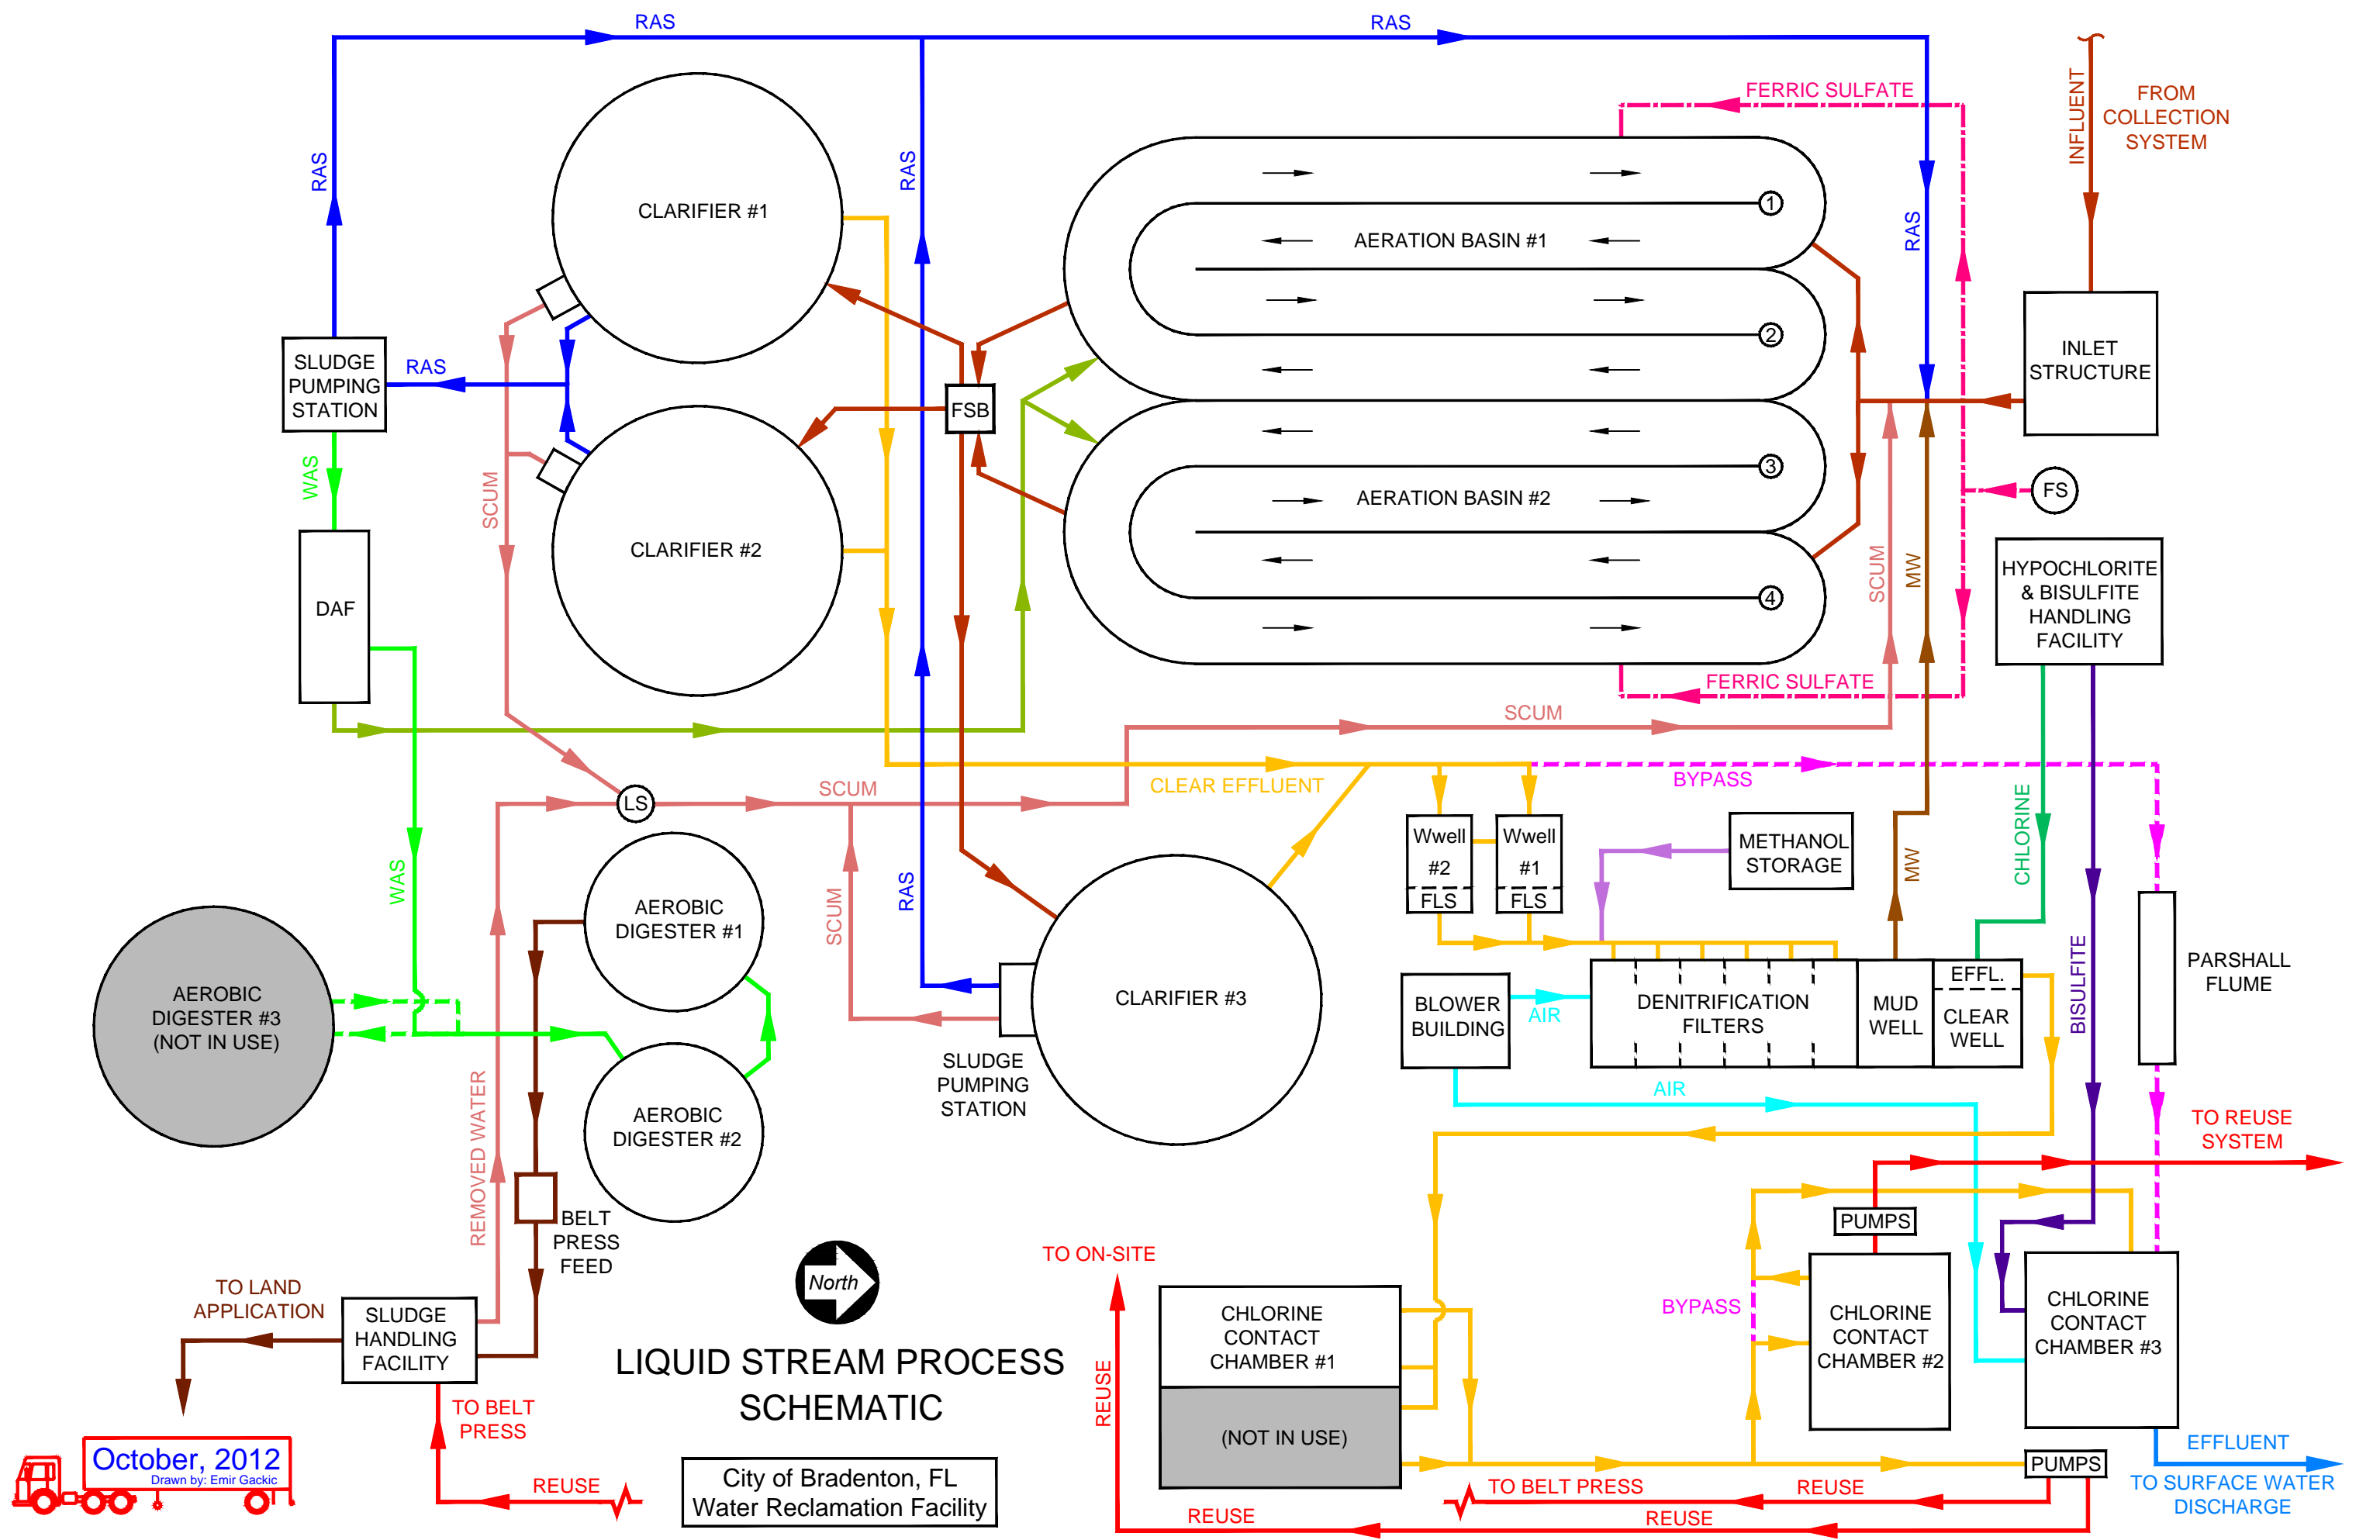 RAS
RAS
FERRIC SULFATE
INFLUENT
FROM
COLLECTION
SYSTEM
RAS
RAS
RAS
CLARIFIER #1
1
AERATION BASIN #1
2
INLET
STRUCTURE
SLUDGE
PUMPING
STATION
RAS
FSB
WAS
SCUM
CLARIFIER #2
3
AERATION BASIN #2
4
FS
SCUM
MW
HYPOCHLORITE
& BISULFITE
HANDLING
FACILITY
DAF
FERRIC SULFATE
SCUM
CLEAR EFFLUENT
BYPASS
LS
SCUM
Wwell
#2
FLS
Wwell
#1
FLS
METHANOL
STORAGE
MW
CHLORINE
WAS
SCUM
RAS
AEROBIC
DIGESTER #1
AEROBIC
DIGESTER #3
(NOT IN USE)
CLARIFIER #3
BLOWER
BUILDING
AIR
DENITRIFICATION
FILTERS
MUD
WELL
EFFL.
CLEAR
WELL
BISULFITE
PARSHALL
FLUME
SLUDGE
PUMPING
STATION
AIR
AEROBIC
DIGESTER #2
REMOVED WATER
TO REUSE
SYSTEM
BELT
PRESS
FEED
PUMPS
TO ON-SITE
North
TO LAND
APPLICATION
SLUDGE
HANDLING
FACILITY
LIQUID STREAM PROCESS
SCHEMATIC
CHLORINE
CONTACT
CHAMBER #1
(NOT IN USE)
BYPASS
CHLORINE
CONTACT
CHAMBER #2
CHLORINE
CONTACT
CHAMBER #3
REUSE
TO BELT
PRESS
October, 2012
Drawn by: Emir Gackic
REUSE
City of Bradenton, FL
Water Reclamation Facility
TO BELT PRESS
REUSE
REUSE
REUSE
PUMPS
EFFLUENT
TO SURFACE WATER
DISCHARGE